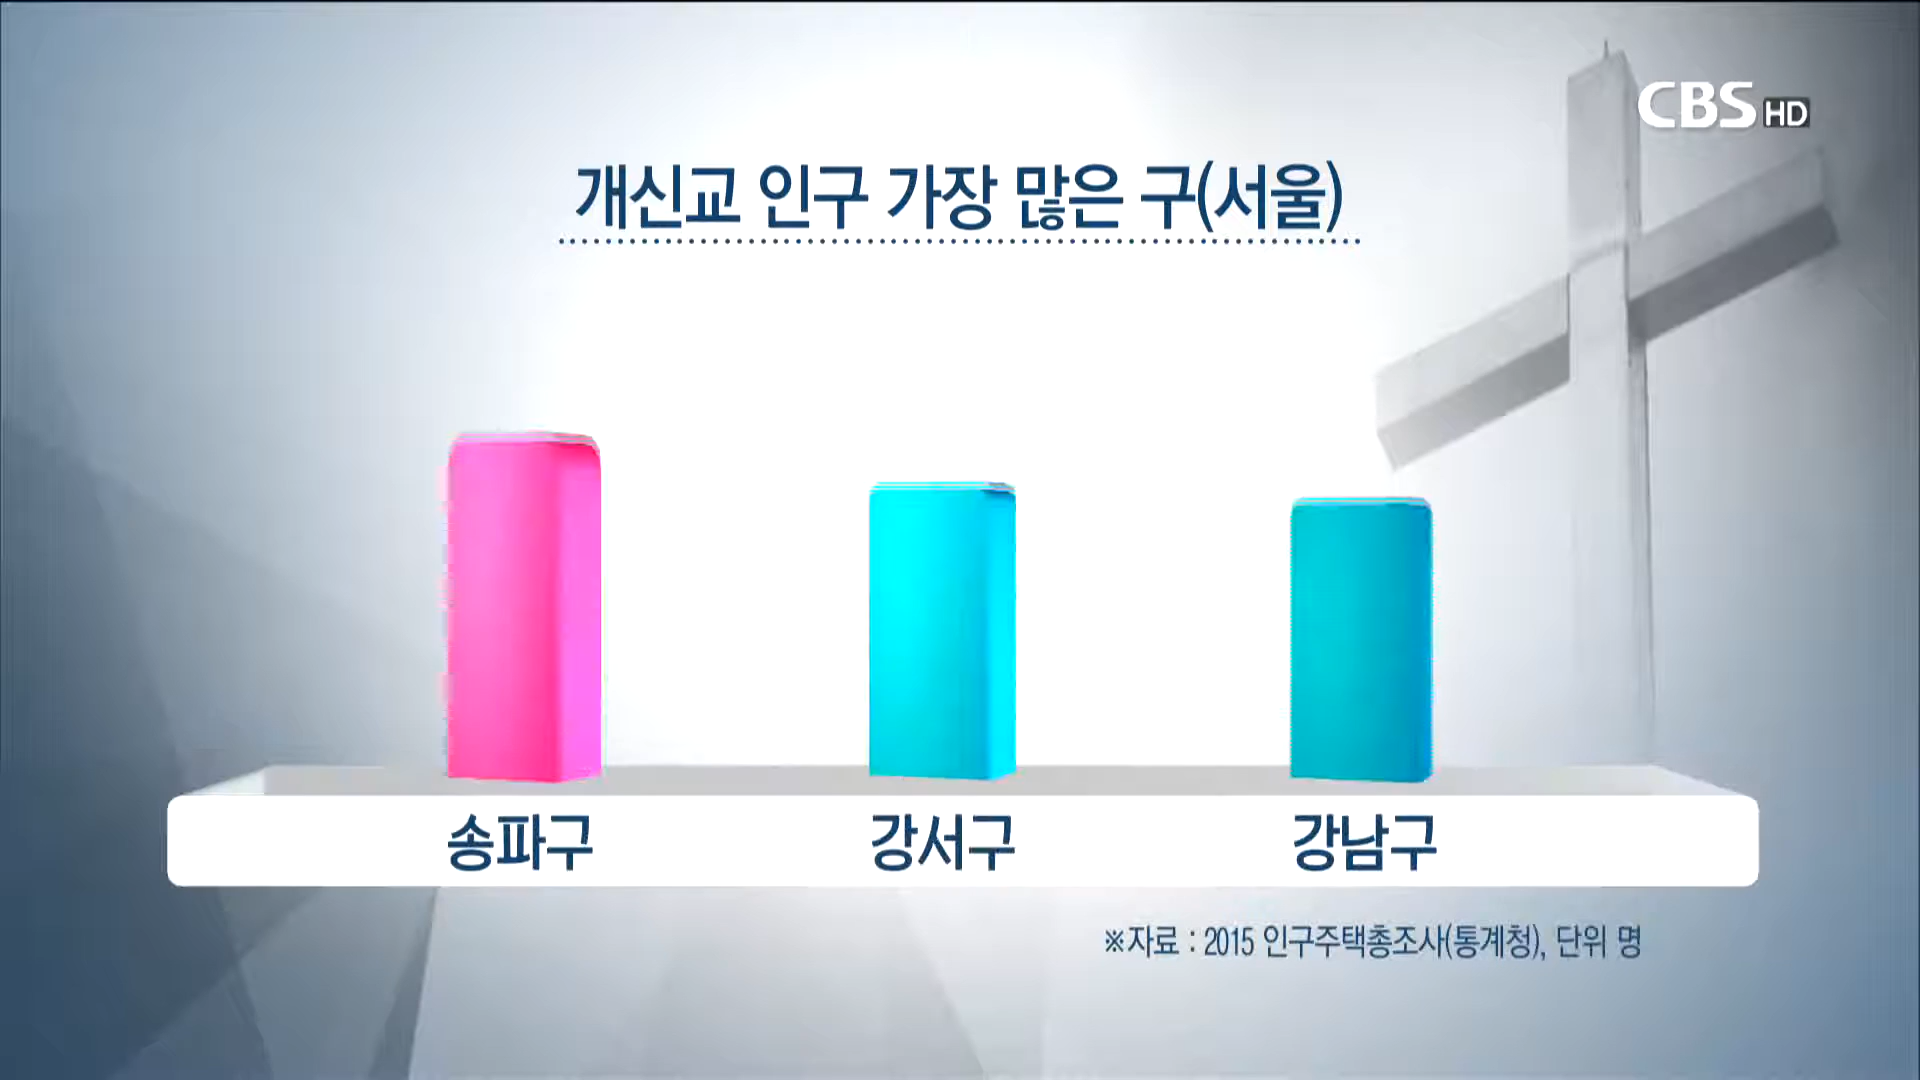 CBS HD
개신교 인구 가장 많은 구(서울)
송파구 강서구 강남구
※자료 : 2015 인구주택총조사(통계청), 단위 명